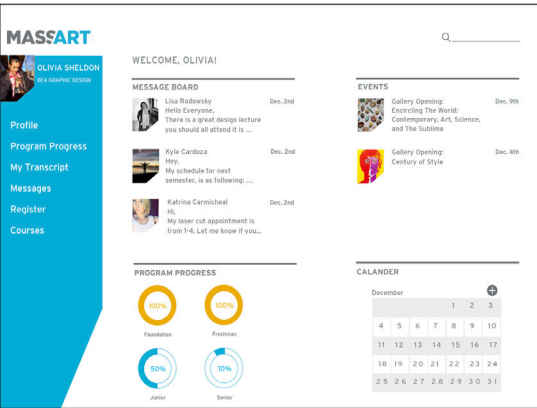 MASSART
OLIVIA SHELDON
BFA GRAPHIC DESIGN
Profile
Program Progress
My Transcript
Messages
Register
Courses
WELCOME, OLIVIA!
MESSAGE BOARD
Lisa Rodowsky
Dec. 2nd
Hello Everyone,
There is a great design lecture
you should all attend it is ...
Kyle Cardoza
Dec. 2nd
Hey,
My schedule for next
semester, is as following: ...
Katrina Carmicheal
Dec. 2nd
Hi,
My laser cut appointment is
from 1-4, Let me know if you...
EVENTS
Gallery Opening:
Dec. 9th
Encircling The World:
Contemporary, Art, Science,
and The Sublime
Gallery Opening:
Dec. 4th
Century of Style
PROGRAM PROGRESS
100%
Foundation
100%
Freshman
50%
Junior
10%
Senior
CALANDER
December
1 2 3
4 5 6 7 8 9 10
11 12 13 14 15 16 17
18 19 20 21 22 23 24
25 26 27 28 29 30 31